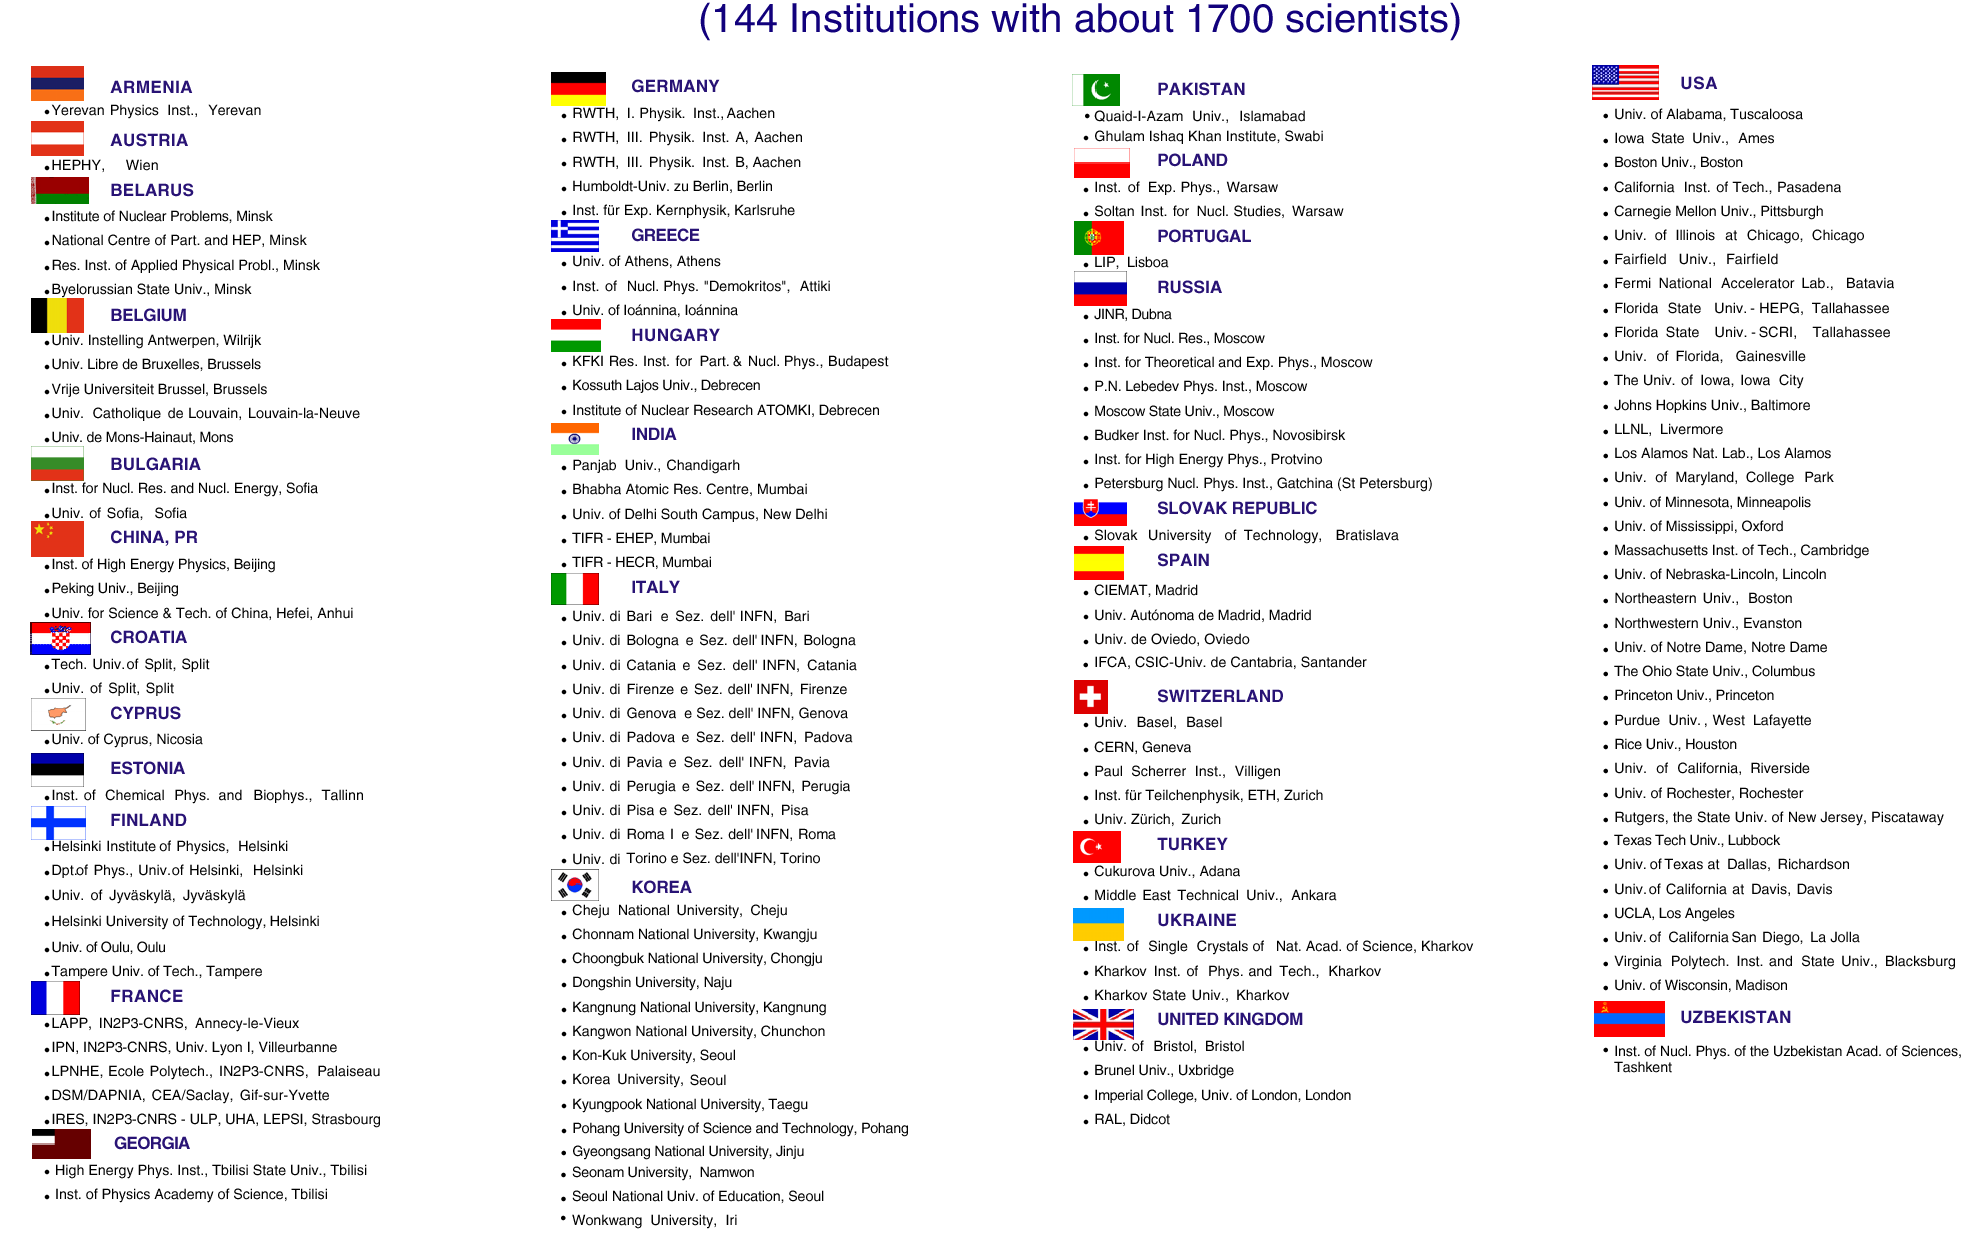 (144 Institutions with about 1700 scientists)
ARMENIA
•Yerevan Physics Inst., Yerevan
AUSTRIA
•HEPHY, Wien
BELARUS
•Institute of Nuclear Problems, Minsk
•National Centre of Part. and HEP, Minsk
•Res. Inst. of Applied Physical Probl., Minsk
•Byelorussian State Univ., Minsk
BELGIUM
•Univ. Instelling Antwerpen, Wilrijk
•Univ. Libre de Bruxelles, Brussels
•Vrije Universiteit Brussel, Brussels
•Univ. Catholique de Louvain, Louvain-la-Neuve
•Univ. de Mons-Hainaut, Mons
BULGARIA
•Inst. for Nucl. Res. and Nucl. Energy, Sofia
•Univ. of Sofia, Sofia
CHINA, PR
•Inst. of High Energy Physics, Beijing
•Peking Univ., Beijing
•Univ. for Science & Tech. of China, Hefei, Anhui
CROATIA
•Tech. Univ.of Split, Split
•Univ. of Split, Split
CYPRUS
•Univ. of Cyprus, Nicosia
ESTONIA
•Inst. of Chemical Phys. and Biophys., Tallinn
FINLAND
•Helsinki Institute of Physics, Helsinki
•Dpt.of Phys., Univ.of Helsinki, Helsinki
•Univ. of Jyväskylä, Jyväskylä
•Helsinki University of Technology, Helsinki
•Univ. of Oulu, Oulu
•Tampere Univ. of Tech., Tampere
FRANCE
•LAPP, IN2P3-CNRS, Annecy-le-Vieux
•IPN, IN2P3-CNRS, Univ. Lyon I, Villeurbanne
•LPNHE, Ecole Polytech., IN2P3-CNRS, Palaiseau
•DSM/DAPNIA, CEA/Saclay, Gif-sur-Yvette
•IRES, IN2P3-CNRS - ULP, UHA, LEPSI, Strasbourg
GEORGIA
• High Energy Phys. Inst., Tbilisi State Univ., Tbilisi
• Inst. of Physics Academy of Science, Tbilisi
GERMANY
• RWTH, I. Physik. Inst., Aachen
• RWTH, III. Physik. Inst. A, Aachen
• RWTH, III. Physik. Inst. B, Aachen
• Humboldt-Univ. zu Berlin, Berlin
• Inst. für Exp. Kernphysik, Karlsruhe
GREECE
• Univ. of Athens, Athens
• Inst. of Nucl. Phys. "Demokritos", Attiki
• Univ. of Ioánnina, Ioánnina
HUNGARY
• KFKI Res. Inst. for Part. & Nucl. Phys., Budapest
• Kossuth Lajos Univ., Debrecen
• Institute of Nuclear Research ATOMKI, Debrecen
INDIA
• Panjab Univ., Chandigarh
• Bhabha Atomic Res. Centre, Mumbai
• Univ. of Delhi South Campus, New Delhi
• TIFR - EHEP, Mumbai
• TIFR - HECR, Mumbai
ITALY
• Univ. di Bari e Sez. dell' INFN, Bari
• Univ. di Bologna e Sez. dell' INFN, Bologna
• Univ. di Catania e Sez. dell' INFN, Catania
• Univ. di Firenze e Sez. dell' INFN, Firenze
• Univ. di Genova e Sez. dell' INFN, Genova
• Univ. di Padova e Sez. dell' INFN, Padova
• Univ. di Pavia e Sez. dell' INFN, Pavia
• Univ. di Perugia e Sez. dell' INFN, Perugia
• Univ. di Pisa e Sez. dell' INFN, Pisa
• Univ. di Roma I e Sez. dell' INFN, Roma
• Univ. di Torino e Sez. dell'INFN, Torino
KOREA
• Cheju National University, Cheju
• Chonnam National University, Kwangju
• Choongbuk National University, Chongju
• Dongshin University, Naju
• Kangnung National University, Kangnung
• Kangwon National University, Chunchon
• Kon-Kuk University, Seoul
• Korea University, Seoul
• Kyungpook National University, Taegu
• Pohang University of Science and Technology, Pohang
• Gyeongsang National University, Jinju
• Seonam University, Namwon
• Seoul National Univ. of Education, Seoul
• Wonkwang University, Iri
PAKISTAN
• Quaid-I-Azam Univ., Islamabad
• Ghulam Ishaq Khan Institute, Swabi
POLAND
• Inst. of Exp. Phys., Warsaw
• Soltan Inst. for Nucl. Studies, Warsaw
PORTUGAL
• LIP, Lisboa
RUSSIA
• JINR, Dubna
• Inst. for Nucl. Res., Moscow
• Inst. for Theoretical and Exp. Phys., Moscow
• P.N. Lebedev Phys. Inst., Moscow
• Moscow State Univ., Moscow
• Budker Inst. for Nucl. Phys., Novosibirsk
• Inst. for High Energy Phys., Protvino
• Petersburg Nucl. Phys. Inst., Gatchina (St Petersburg)
SLOVAK REPUBLIC
• Slovak University of Technology, Bratislava
SPAIN
• CIEMAT, Madrid
• Univ. Autónoma de Madrid, Madrid
• Univ. de Oviedo, Oviedo
• IFCA, CSIC-Univ. de Cantabria, Santander
SWITZERLAND
• Univ. Basel, Basel
• CERN, Geneva
• Paul Scherrer Inst., Villigen
• Inst. für Teilchenphysik, ETH, Zurich
• Univ. Zürich, Zurich
TURKEY
• Cukurova Univ., Adana
• Middle East Technical Univ., Ankara
UKRAINE
• Inst. of Single Crystals of Nat. Acad. of Science, Kharkov
• Kharkov Inst. of Phys. and Tech., Kharkov
• Kharkov State Univ., Kharkov
UNITED KINGDOM
• Univ. of Bristol, Bristol
• Brunel Univ., Uxbridge
• Imperial College, Univ. of London, London
• RAL, Didcot
USA
• Univ. of Alabama, Tuscaloosa
• Iowa State Univ., Ames
• Boston Univ., Boston
• California Inst. of Tech., Pasadena
• Carnegie Mellon Univ., Pittsburgh
• Univ. of Illinois at Chicago, Chicago
• Fairfield Univ., Fairfield
• Fermi National Accelerator Lab., Batavia
• Florida State Univ. - HEPG, Tallahassee
• Florida State Univ. - SCRI, Tallahassee
• Univ. of Florida, Gainesville
• The Univ. of Iowa, Iowa City
• Johns Hopkins Univ., Baltimore
• LLNL, Livermore
• Los Alamos Nat. Lab., Los Alamos
• Univ. of Maryland, College Park
• Univ. of Minnesota, Minneapolis
• Univ. of Mississippi, Oxford
• Massachusetts Inst. of Tech., Cambridge
• Univ. of Nebraska-Lincoln, Lincoln
• Northeastern Univ., Boston
• Northwestern Univ., Evanston
• Univ. of Notre Dame, Notre Dame
• The Ohio State Univ., Columbus
• Princeton Univ., Princeton
• Purdue Univ. , West Lafayette
• Rice Univ., Houston
• Univ. of California, Riverside
• Univ. of Rochester, Rochester
• Rutgers, the State Univ. of New Jersey, Piscataway
• Texas Tech Univ., Lubbock
• Univ. of Texas at Dallas, Richardson
• Univ. of California at Davis, Davis
• UCLA, Los Angeles
• Univ. of California San Diego, La Jolla
• Virginia Polytech. Inst. and State Univ., Blacksburg
• Univ. of Wisconsin, Madison
UZBEKISTAN
• Inst. of Nucl. Phys. of the Uzbekistan Acad. of Sciences,
Tashkent